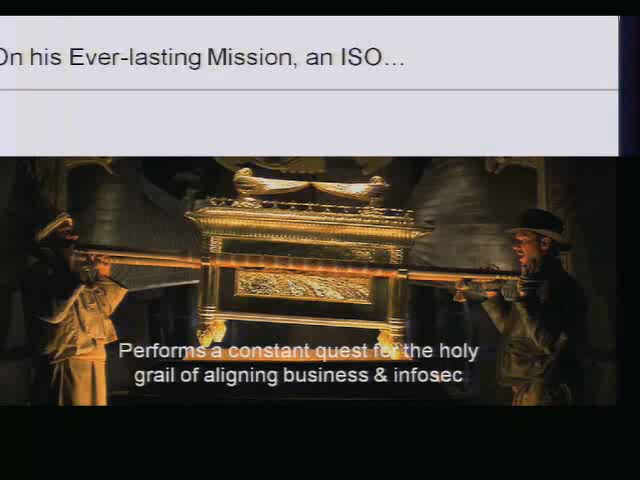 On his Ever-lasting Mission, an ISO...
Performs a constant quest for the holy
grail of aligning business & infosec